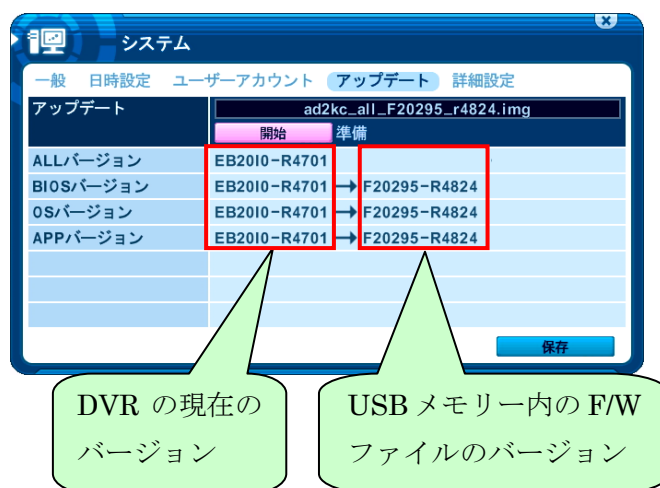 システム
一般 日時設定 ユーザーアカウント アップデート 詳細設定
アップデート ad2kc_all_F20295_r4824.img
開始 準備
ALLバージョン EB20I0-R4701
BIOSバージョン EB20I0-R4701 → F20295-R4824
OSバージョン EB20I0-R4701 → F20295-R4824
APPバージョン EB20I0-R4701 → F20295-R4824
保存
DVR の現在の
バージョン
USB メモリー内の F/W
ファイルのバージョン